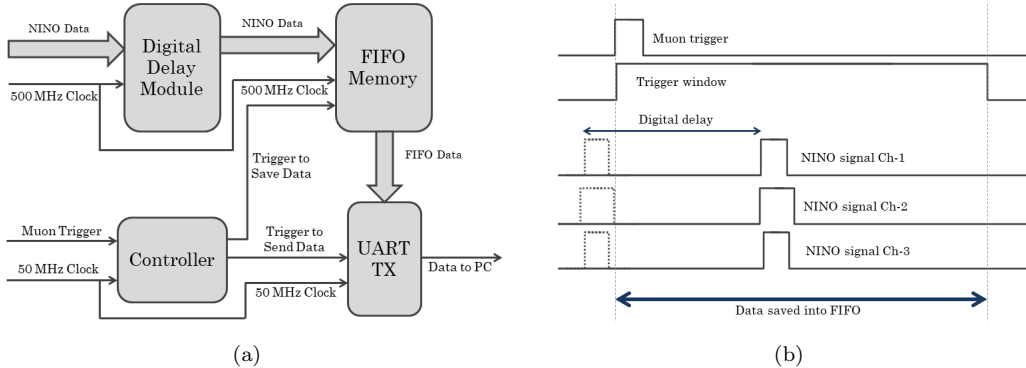 NINO Data
Digital
Delay
Module
500 MHz Clock
NINO Data
500 MHz Clock
FIFO
Memory
Trigger to
Save Data
FIFO Data
Muon Trigger
50 MHz Clock
Controller
Trigger to
Send Data
50 MHz Clock
UART
TX
Data to PC
(a)
Muon trigger
Trigger window
Digital delay
NINO signal Ch-1
NINO signal Ch-2
NINO signal Ch-3
Data saved into FIFO
(b)